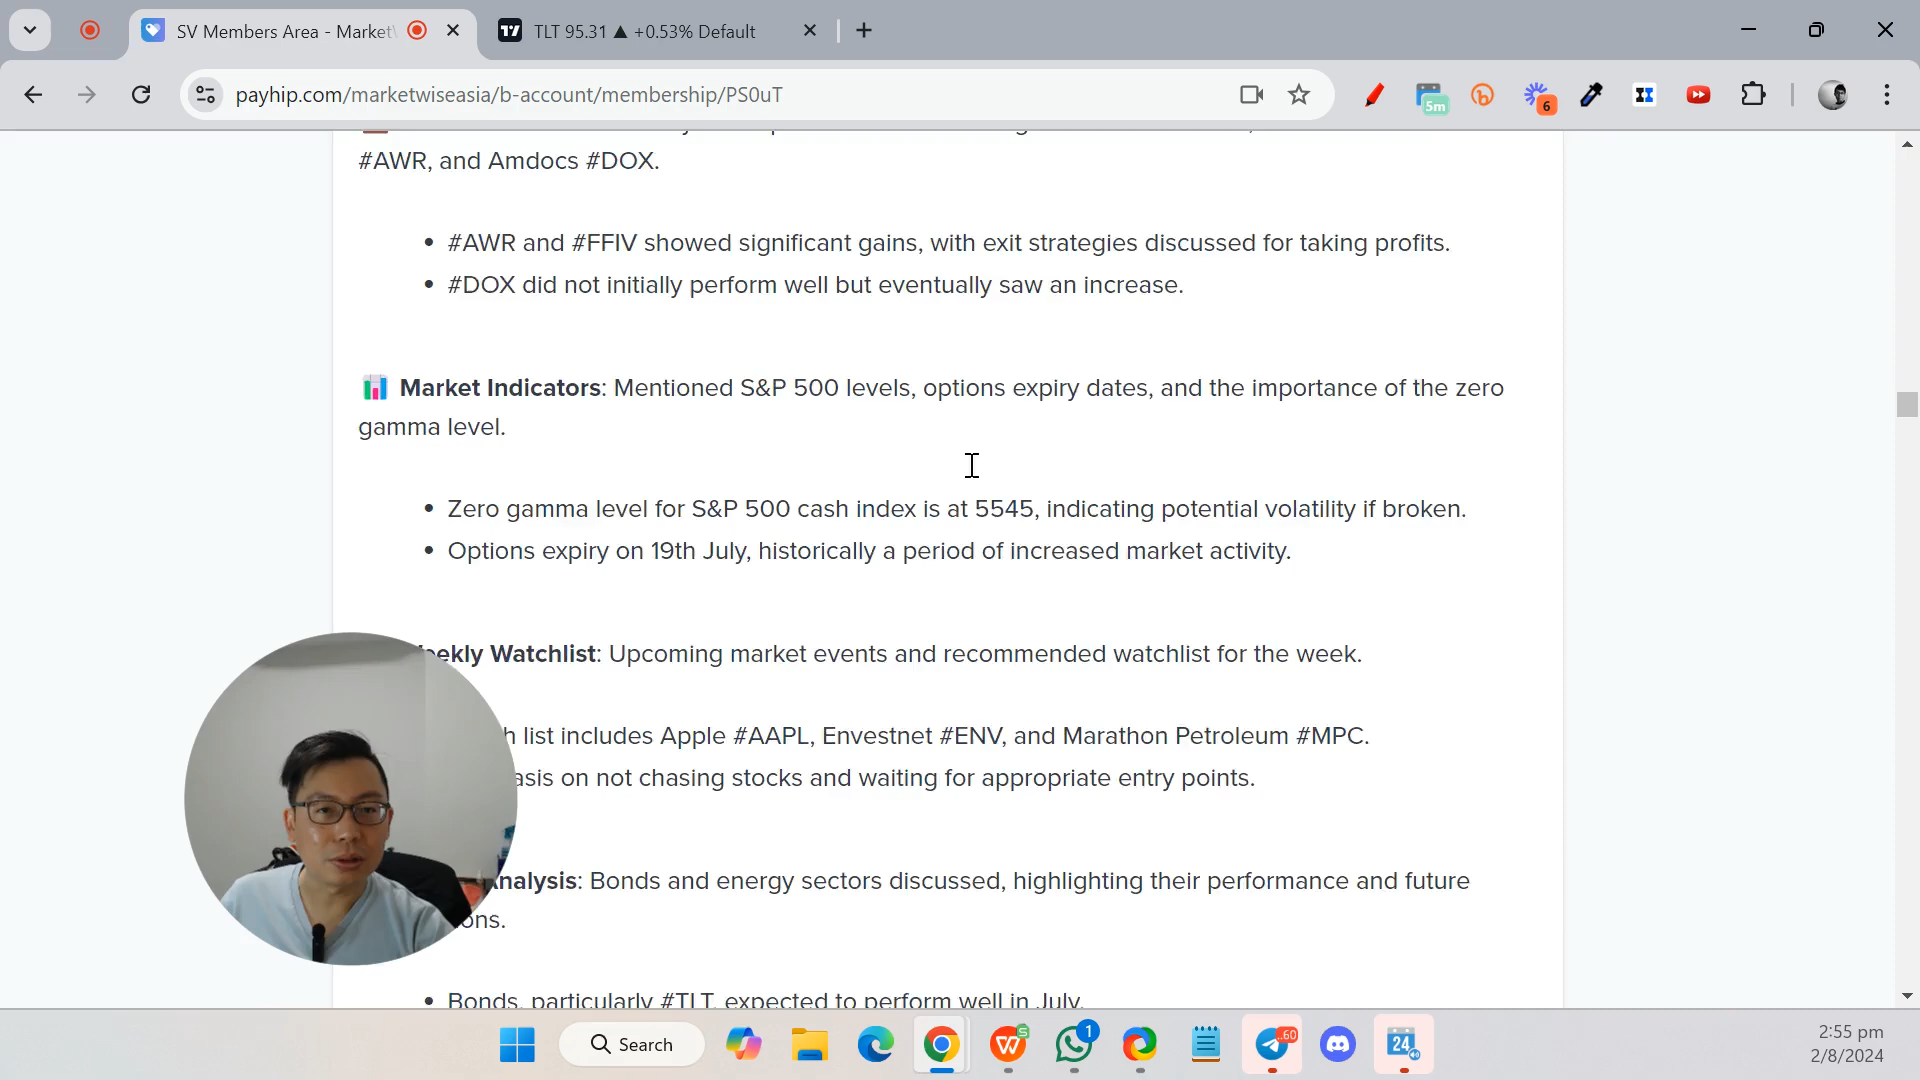 SV Members Area - Market
TLT 95.31 ▲ +0.53% Default
payhip.com/marketwiseasia/b-account/membership/PS0uT
5m
6
#AWR, and Amdocs #DOX.
• #AWR and #FFIV showed significant gains, with exit strategies discussed for taking profits.
• #DOX did not initially perform well but eventually saw an increase.
📊 Market Indicators: Mentioned S&P 500 levels, options expiry dates, and the importance of the zero
gamma level.
• Zero gamma level for S&P 500 cash index is at 5545, indicating potential volatility if broken.
• Options expiry on 19th July, historically a period of increased market activity.
eekly Watchlist: Upcoming market events and recommended watchlist for the week.
h list includes Apple #AAPL, Envestnet #ENV, and Marathon Petroleum #MPC.
asis on not chasing stocks and waiting for appropriate entry points.
Analysis: Bonds and energy sectors discussed, highlighting their performance and future
ons.
• Bonds, particularly #TLT, expected to perform well in July.
Search
1
60
24
2:55 pm
2/8/2024